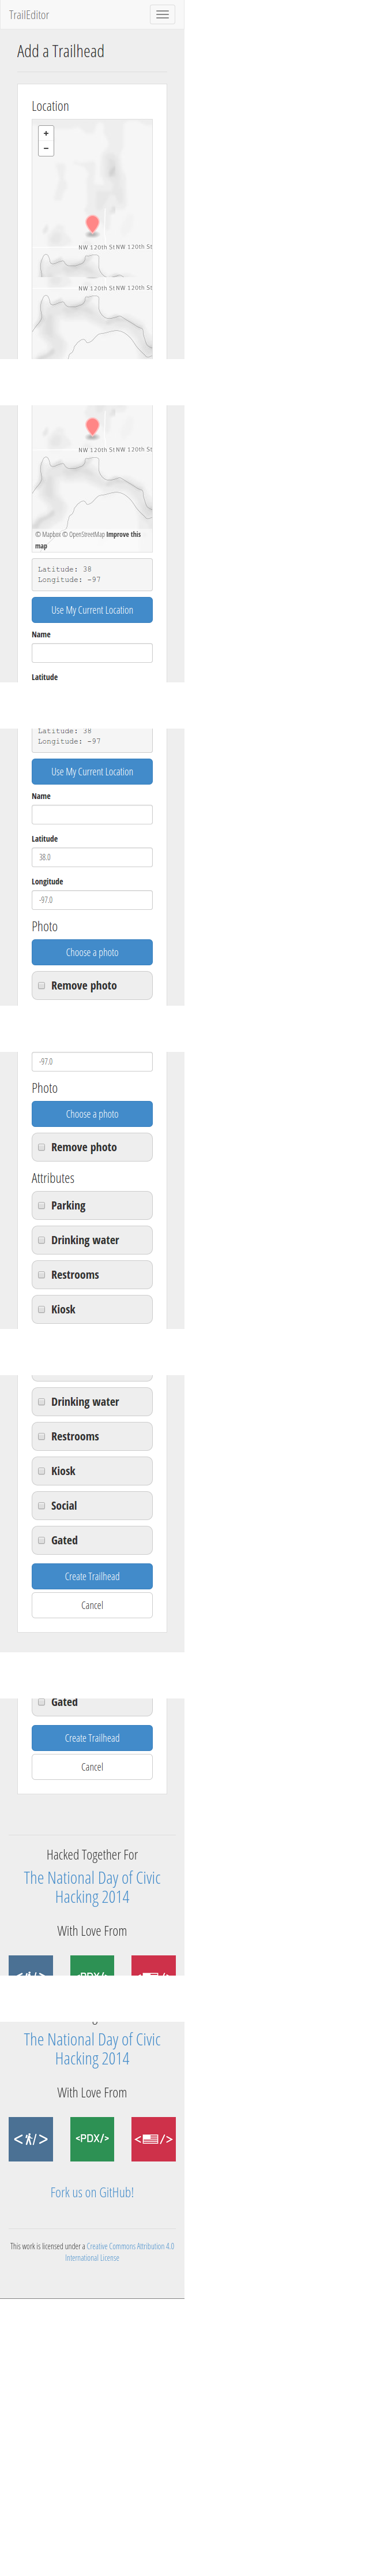 TrailEditor
Add a Trailhead
Location
+
−
NW 120th St NW 120th St
NW 120th St NW 120th St
NW 120th St NW 120th St
© Mapbox © OpenStreetMap Improve this
map
Latitude: 38
Longitude: -97
Use My Current Location
Name
Latitude
Latitude: 38
Longitude: -97
Use My Current Location
Name
Latitude
38.0
Longitude
-97.0
Photo
Choose a photo
Remove photo
-97.0
Photo
Choose a photo
Remove photo
Attributes
Parking
Drinking water
Restrooms
Kiosk
Drinking water
Restrooms
Kiosk
Social
Gated
Create Trailhead
Cancel
Gated
Create Trailhead
Cancel
Hacked Together For
The National Day of Civic
Hacking 2014
With Love From
<PDX/>
The National Day of Civic
Hacking 2014
With Love From
<PDX/>
Fork us on GitHub!
This work is licensed under a Creative Commons Attribution 4.0
International License